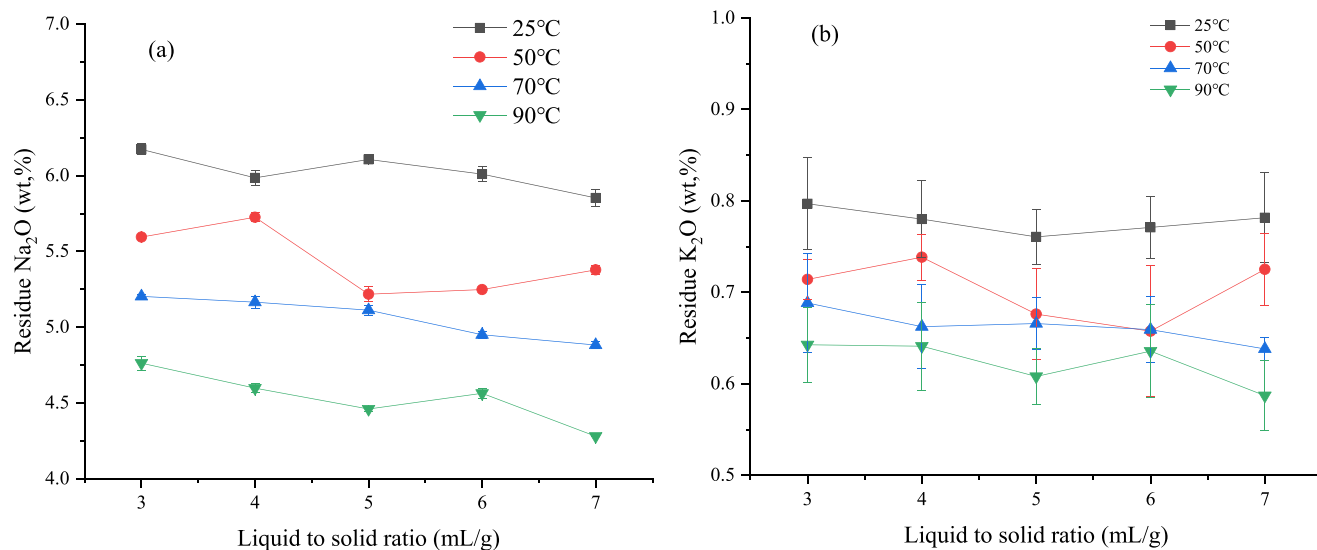 (a)
25℃
50℃
70℃
90℃
7.0
6.5
6.0
5.5
5.0
4.5
4.0
3 4 5 6 7
Residue Na₂O (wt,%)
Liquid to solid ratio (mL/g)
(b)
25℃
50℃
70℃
90℃
1.0
0.9
0.8
0.7
0.6
0.5
3 4 5 6 7
Residue K₂O (wt,%)
Liquid to solid ratio (mL/g)